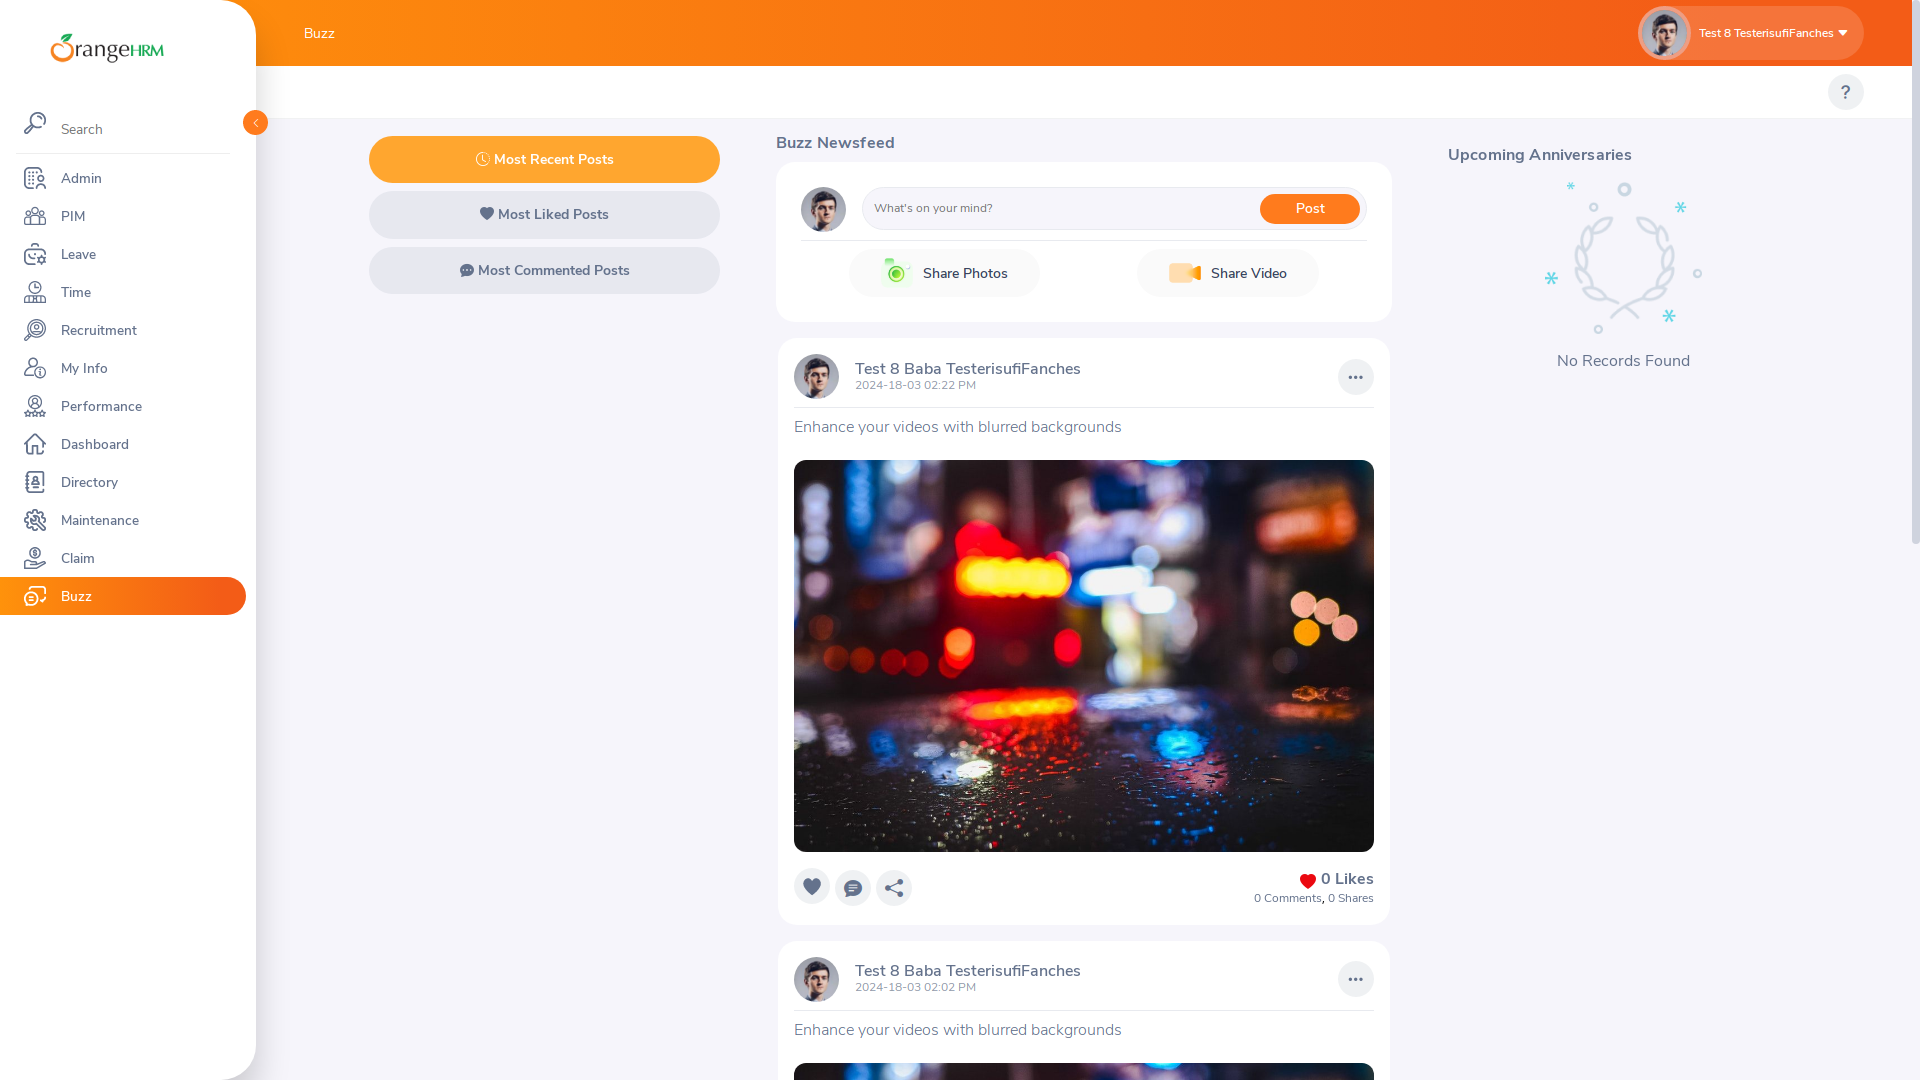 OrangeHRM
Search
Admin
PIM
Leave
Time
Recruitment
My Info
Performance
Dashboard
Directory
Maintenance
Claim
Buzz
Buzz
Test 8 TesterisufiFanches
?
Most Recent Posts
Most Liked Posts
Most Commented Posts
Buzz Newsfeed
What's on your mind?
Post
Share Photos
Share Video
Test 8 Baba TesterisufiFanches
2024-18-03 02:22 PM
Enhance your videos with blurred backgrounds
0 Likes
0 Comments, 0 Shares
Test 8 Baba TesterisufiFanches
2024-18-03 02:02 PM
Enhance your videos with blurred backgrounds
Upcoming Anniversaries
No Records Found